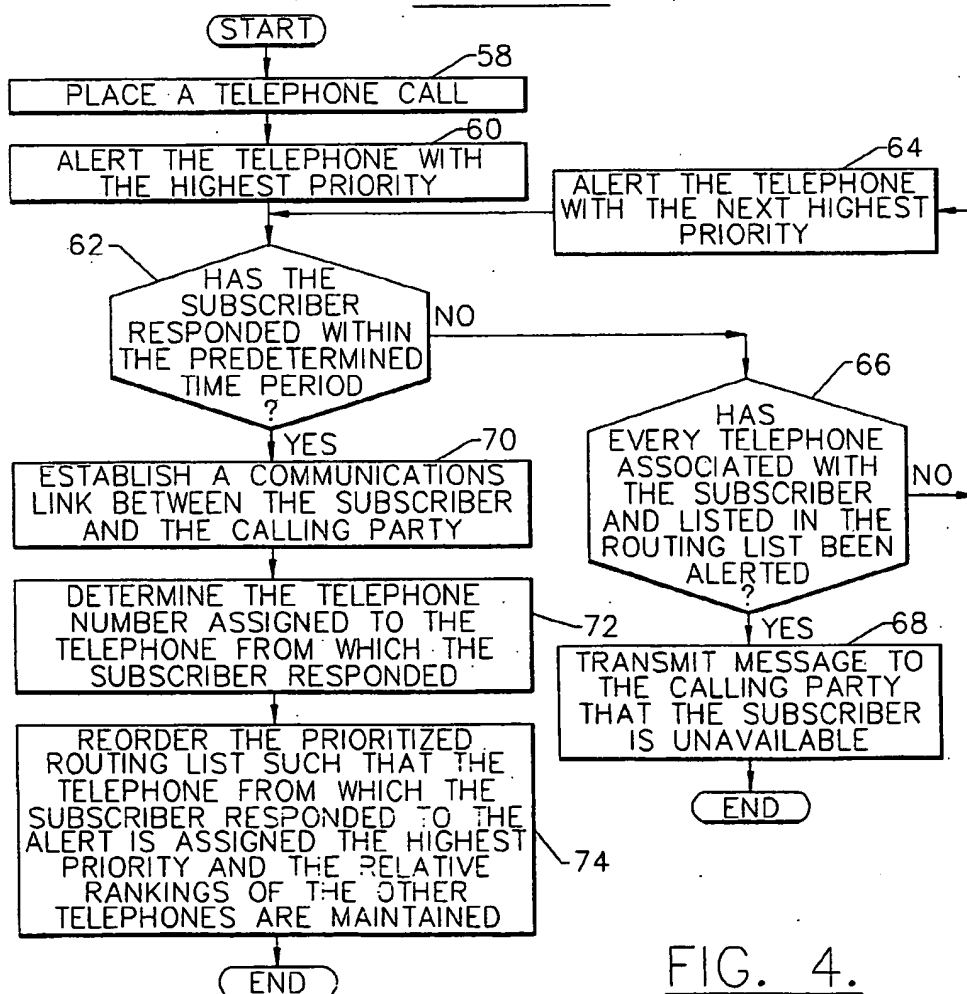 START
58
PLACE A TELEPHONE CALL
60
ALERT THE TELEPHONE WITH
THE HIGHEST PRIORITY
64
ALERT THE TELEPHONE
WITH THE NEXT HIGHEST
PRIORITY
62
HAS THE
SUBSCRIBER
RESPONDED WITHIN
THE PREDETERMINED
TIME PERIOD
?
NO
YES
66
HAS
EVERY TELEPHONE
ASSOCIATED WITH
THE SUBSCRIBER
AND LISTED IN THE
ROUTING LIST BEEN
ALERTED
?
NO
YES
70
ESTABLISH A COMMUNICATIONS
LINK BETWEEN THE SUBSCRIBER
AND THE CALLING PARTY
72
DETERMINE THE TELEPHONE
NUMBER ASSIGNED TO THE
TELEPHONE FROM WHICH THE
SUBSCRIBER RESPONDED
68
TRANSMIT MESSAGE TO
THE CALLING PARTY
THAT THE SUBSCRIBER
IS UNAVAILABLE
END
REORDER THE PRIORITIZED
ROUTING LIST SUCH THAT THE
TELEPHONE FROM WHICH THE
SUBSCRIBER RESPONDED TO THE
ALERT IS ASSIGNED THE HIGHEST
PRIORITY AND THE RELATIVE
RANKINGS OF THE OTHER
TELEPHONES ARE MAINTAINED
74
END
FIG. 4.